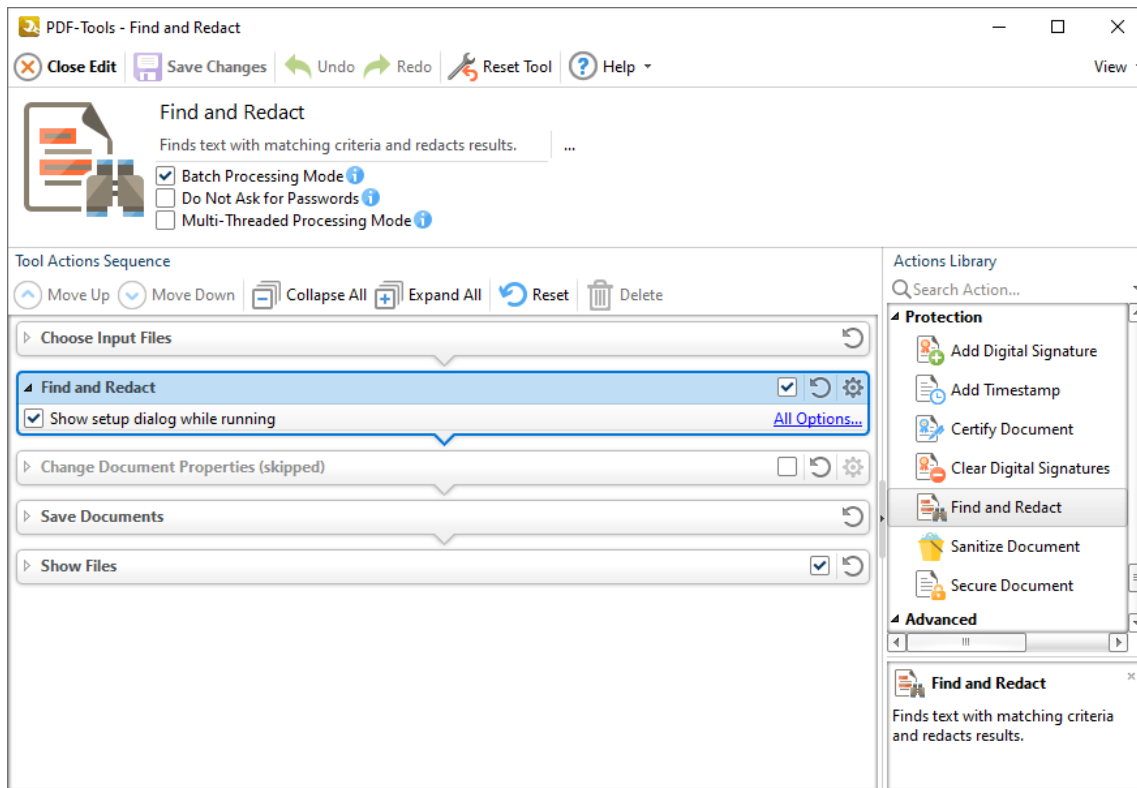 PDF-Tools - Find and Redact
Close Edit Save Changes Undo Redo Reset Tool Help View
Find and Redact
Finds text with matching criteria and redacts results. ...
Batch Processing Mode
Do Not Ask for Passwords
Multi-Threaded Processing Mode
Tool Actions Sequence
Move Up Move Down Collapse All Expand All Reset Delete
Choose Input Files
Find and Redact
Show setup dialog while running All Options...
Change Document Properties (skipped)
Save Documents
Show Files
Actions Library
Search Action...
Protection
Add Digital Signature
Add Timestamp
Certify Document
Clear Digital Signatures
Find and Redact
Sanitize Document
Secure Document
Advanced
Find and Redact
Finds text with matching criteria
and redacts results.